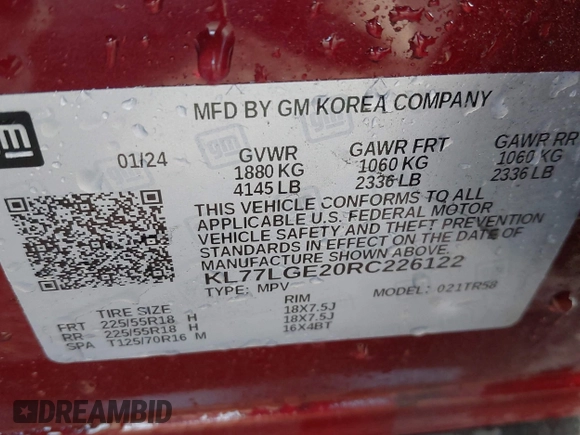 gm
MFD BY GM KOREA COMPANY
01/24 GVWR GAWR FRT GAWR RR
1880 KG 1060 KG 1060 KG
4145 LB 2336 LB 2336 LB
THIS VEHICLE CONFORMS TO ALL
APPLICABLE U.S. FEDERAL MOTOR
VEHICLE SAFETY AND THEFT PREVENTION
STANDARDS IN EFFECT ON THE DATE OF
MANUFACTURE SHOWN ABOVE.
KL77LGE20RC226122
TYPE: MPV MODEL: 021TR58
TIRE SIZE RIM
FRT 225/55R18 H 18X7.5J
RR 225/55R18 H 18X7.5J
SPA T125/70R16 M 16X4BT
DREAMBID